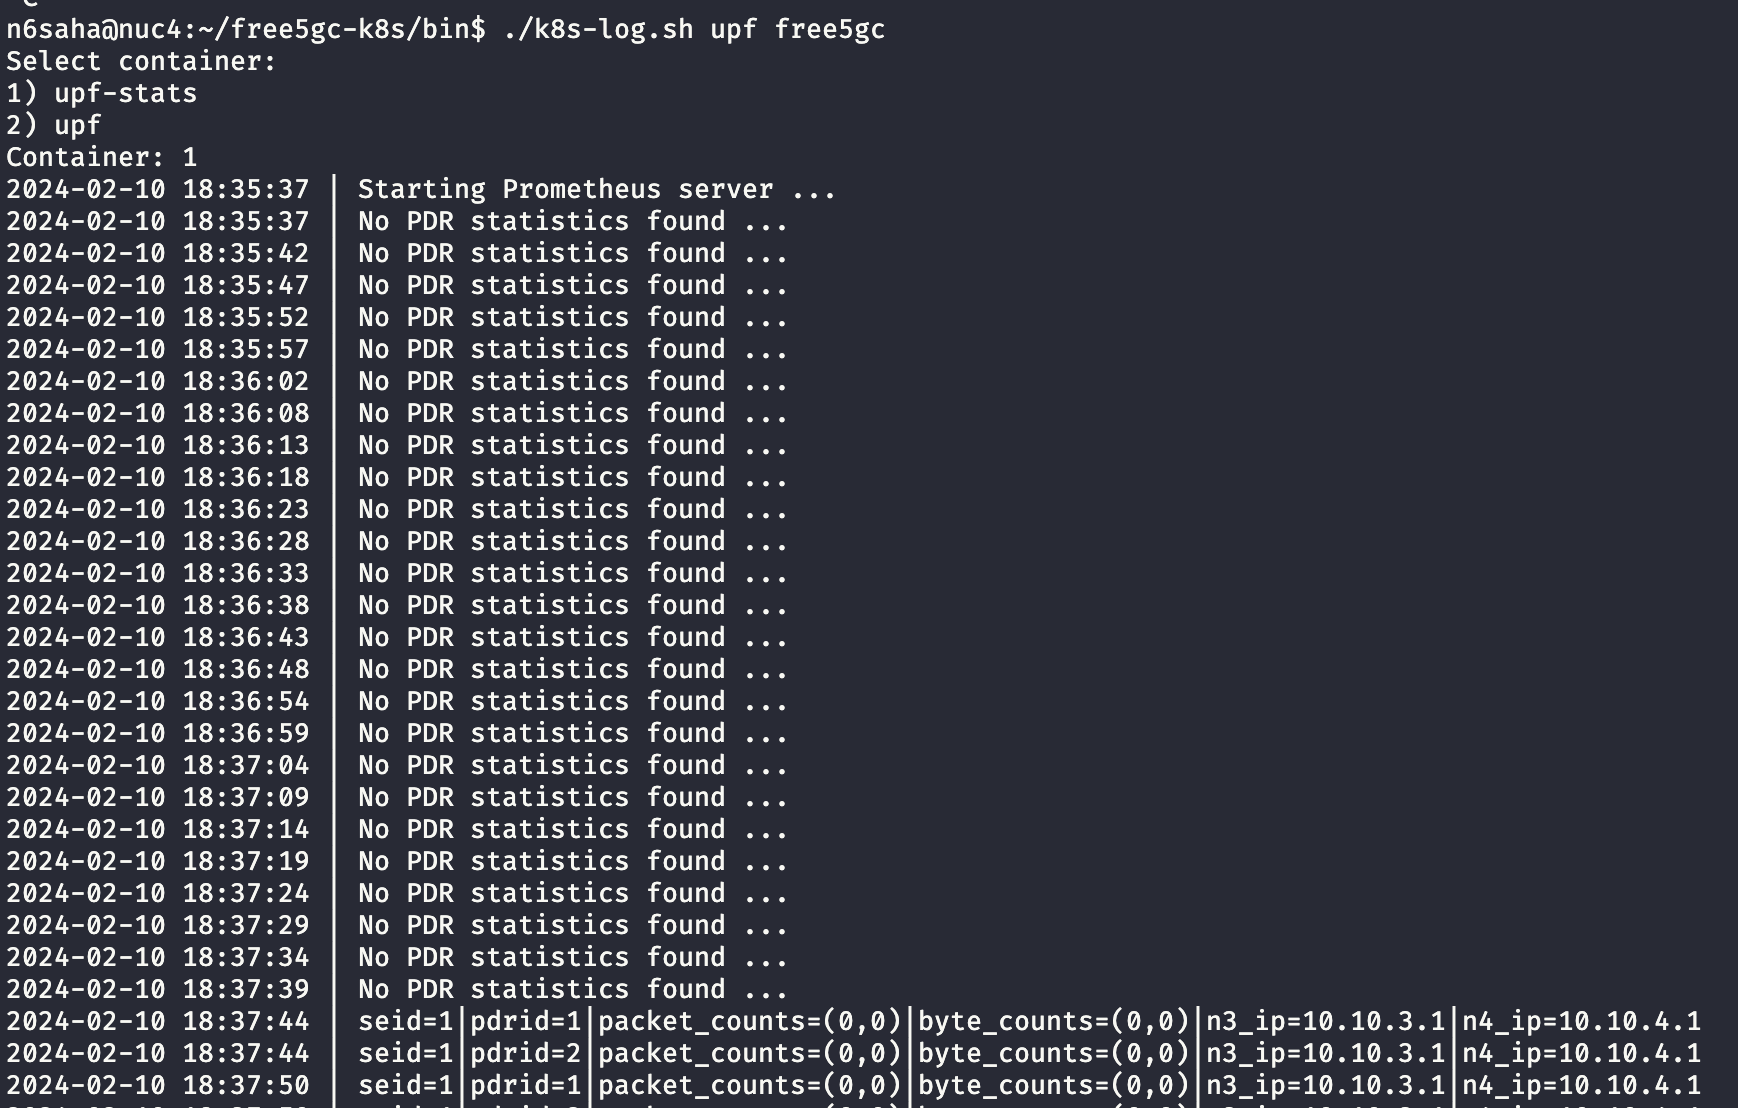 n6saha@nuc4:~/free5gc-k8s/bin$ ./k8s-log.sh upf free5gc
Select container:
1) upf-stats
2) upf
Container: 1
2024-02-10 18:35:37 | Starting Prometheus server ...
2024-02-10 18:35:37 | No PDR statistics found ...
2024-02-10 18:35:42 | No PDR statistics found ...
2024-02-10 18:35:47 | No PDR statistics found ...
2024-02-10 18:35:52 | No PDR statistics found ...
2024-02-10 18:35:57 | No PDR statistics found ...
2024-02-10 18:36:02 | No PDR statistics found ...
2024-02-10 18:36:08 | No PDR statistics found ...
2024-02-10 18:36:13 | No PDR statistics found ...
2024-02-10 18:36:18 | No PDR statistics found ...
2024-02-10 18:36:23 | No PDR statistics found ...
2024-02-10 18:36:28 | No PDR statistics found ...
2024-02-10 18:36:33 | No PDR statistics found ...
2024-02-10 18:36:38 | No PDR statistics found ...
2024-02-10 18:36:43 | No PDR statistics found ...
2024-02-10 18:36:48 | No PDR statistics found ...
2024-02-10 18:36:54 | No PDR statistics found ...
2024-02-10 18:36:59 | No PDR statistics found ...
2024-02-10 18:37:04 | No PDR statistics found ...
2024-02-10 18:37:09 | No PDR statistics found ...
2024-02-10 18:37:14 | No PDR statistics found ...
2024-02-10 18:37:19 | No PDR statistics found ...
2024-02-10 18:37:24 | No PDR statistics found ...
2024-02-10 18:37:29 | No PDR statistics found ...
2024-02-10 18:37:34 | No PDR statistics found ...
2024-02-10 18:37:39 | No PDR statistics found ...
2024-02-10 18:37:44 | seid=1|pdrid=1|packet_counts=(0,0)|byte_counts=(0,0)|n3_ip=10.10.3.1|n4_ip=10.10.4.1
2024-02-10 18:37:44 | seid=1|pdrid=2|packet_counts=(0,0)|byte_counts=(0,0)|n3_ip=10.10.3.1|n4_ip=10.10.4.1
2024-02-10 18:37:50 | seid=1|pdrid=1|packet_counts=(0,0)|byte_counts=(0,0)|n3_ip=10.10.3.1|n4_ip=10.10.4.1